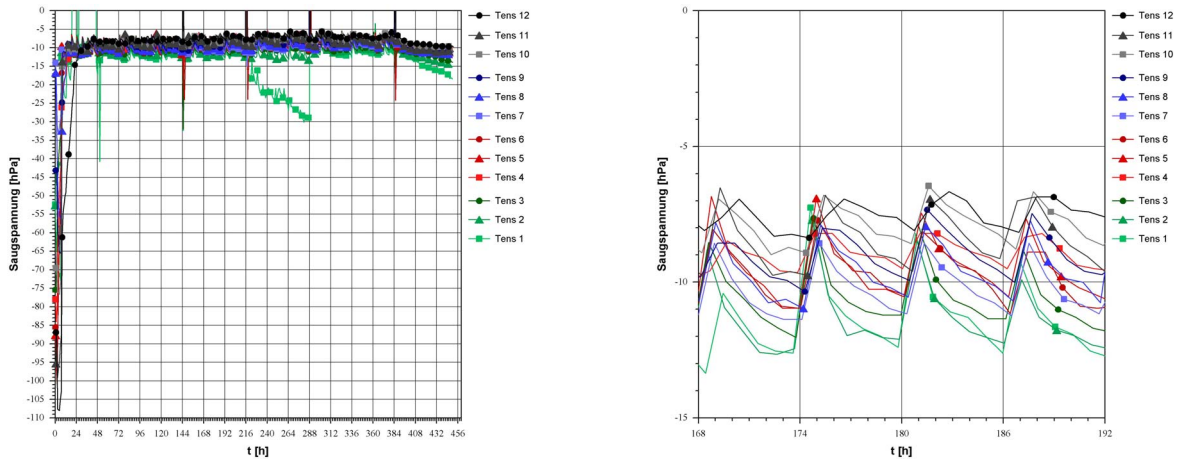 0
-5
-10
-15
-20
-25
-30
-35
-40
-45
-50
-55
-60
-65
-70
-75
-80
-85
-90
-95
-100
-105
-110
Saugspannung [hPa]
0 24 48 72 96 120 144 168 192 216 240 264 288 312 336 360 384 408 432 456
t [h]
Tens 12
Tens 11
Tens 10
Tens 9
Tens 8
Tens 7
Tens 6
Tens 5
Tens 4
Tens 3
Tens 2
Tens 1
0
-5
-10
-15
Saugspannung [hPa]
168 174 180 186 192
t [h]
Tens 12
Tens 11
Tens 10
Tens 9
Tens 8
Tens 7
Tens 6
Tens 5
Tens 4
Tens 3
Tens 2
Tens 1